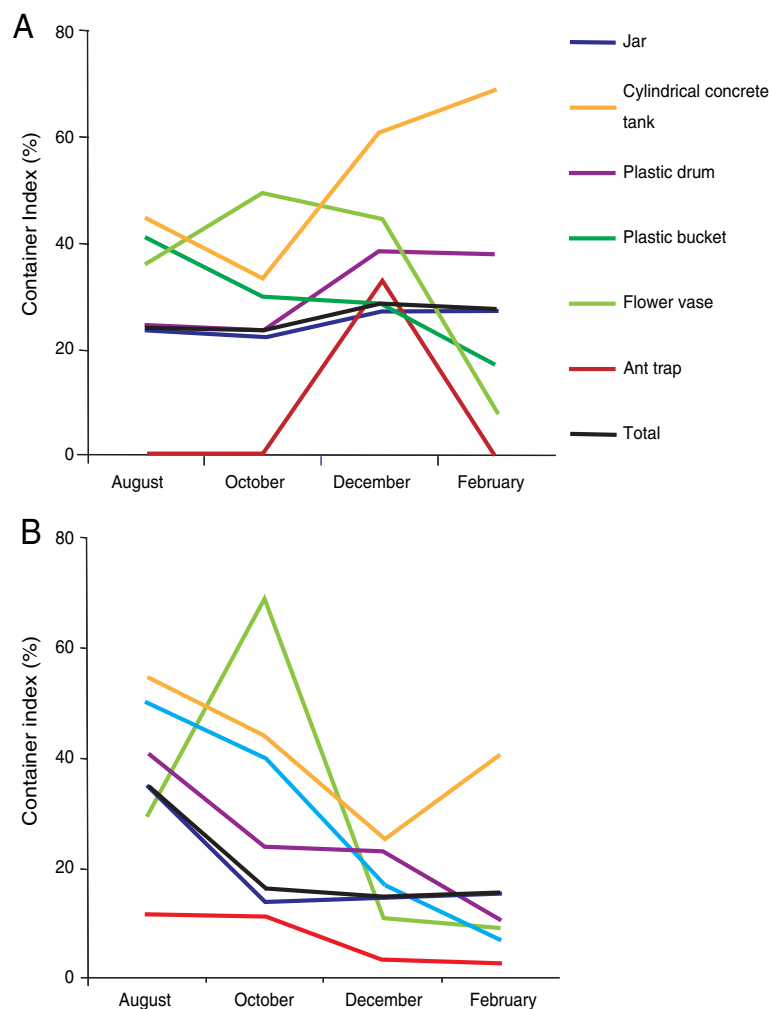 A
80
60
40
20
0
Container Index (%)
August October December February
Jar
Cylindrical concrete
tank
Plastic drum
Plastic bucket
Flower vase
Ant trap
Total
B
80
60
40
20
0
Container index (%)
August October December February